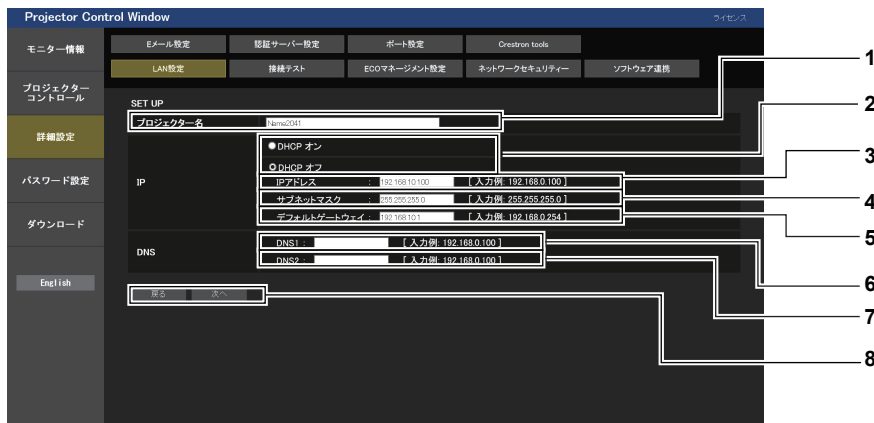 Projector Control Window
ライセンス
モニター情報
プロジェクター
コントロール
詳細設定
パスワード設定
ダウンロード
English
Eメール設定 認証サーバー設定 ポート設定 Crestron tools
LAN設定 接続テスト ECOマネージメント設定 ネットワークセキュリティー ソフトウェア連携
SET UP
プロジェクター名 Name2041
IP
DHCP オン
DHCP オフ
IPアドレス : 192.168.10.100 [ 入力例: 192.168.0.100 ]
サブネットマスク : 255.255.255.0 [ 入力例: 255.255.255.0 ]
デフォルトゲートウェイ : 192.168.10.1 [ 入力例: 192.168.0.254 ]
DNS
DNS1 : [ 入力例: 192.168.0.100 ]
DNS2 : [ 入力例: 192.168.0.100 ]
戻る 次へ
1
2
3
4
5
6
7
8